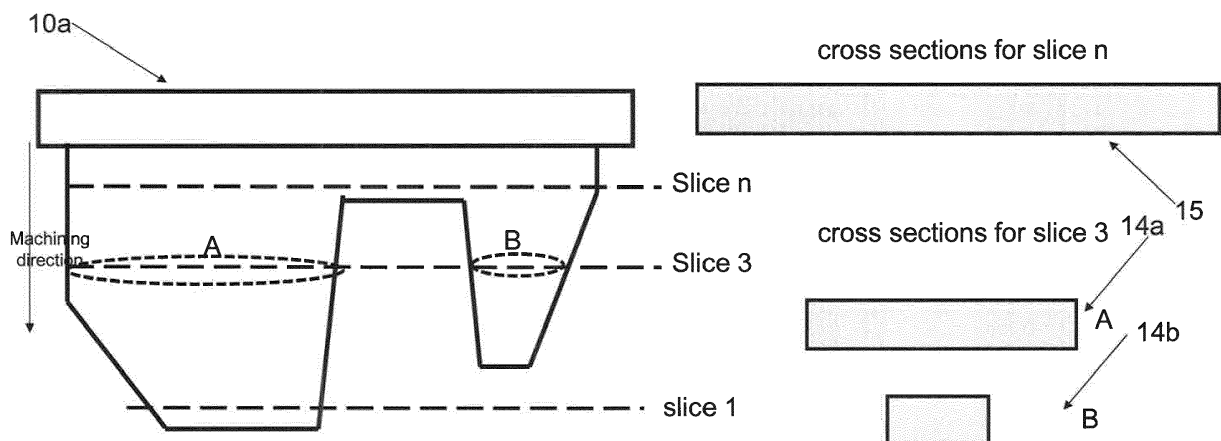 10a
cross sections for slice n
Slice n
15
14a
Machining
direction
A
B
cross sections for slice 3
Slice 3
A
14b
slice 1
B